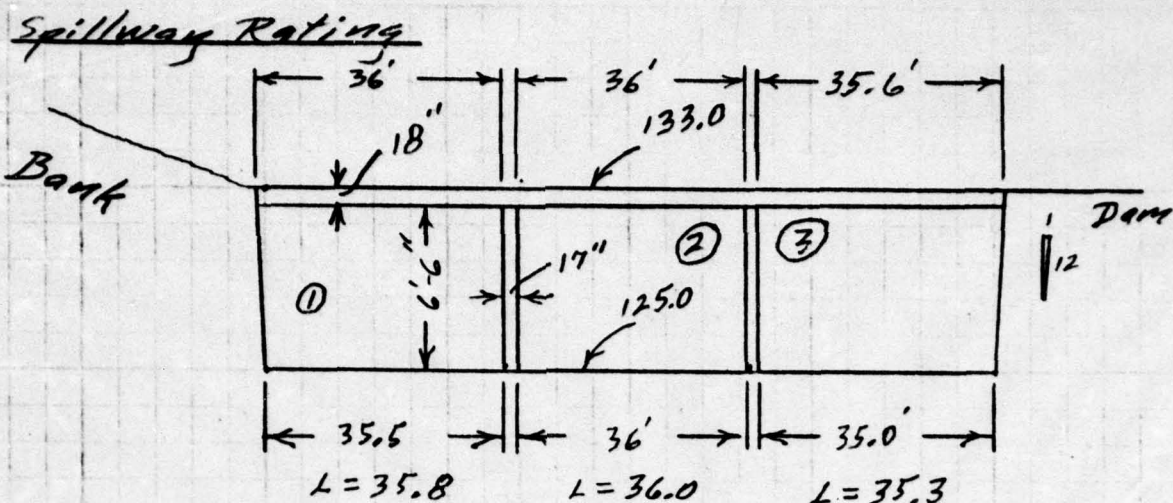 Spillway Rating
36' 36' 35.6'
18" 133.0
Bank
Dam
6'-6" 17" ② ③ 1
① 125.0 12
35.5 36' 35.0'
L = 35.8 L = 36.0 L = 35.3